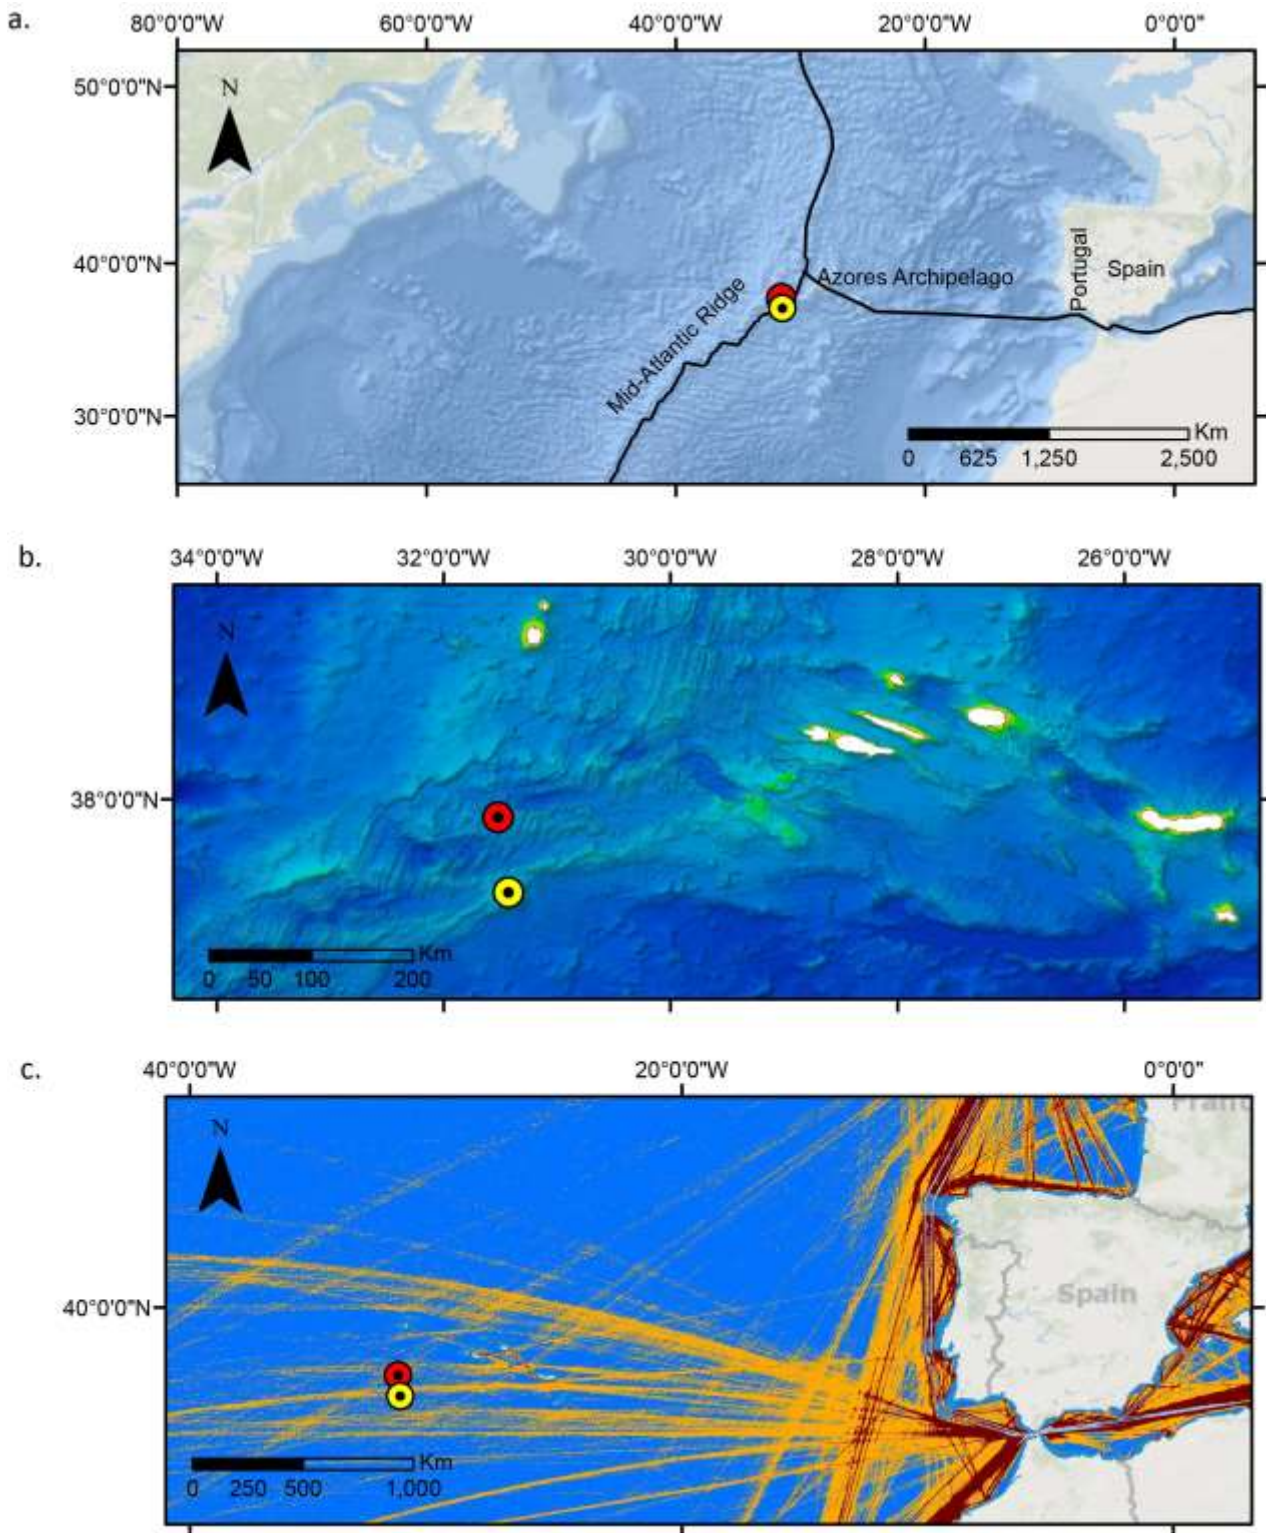 a.
80°0'0"W 60°0'0"W 40°0'0"W 20°0'0"W 0°0'0"
50°0'0"N
N
40°0'0"N
Azores Archipelago
Portugal
Spain
Mid-Atlantic Ridge
30°0'0"N
Km
0 625 1,250 2,500
b.
34°0'0"W 32°0'0"W 30°0'0"W 28°0'0"W 26°0'0"W
N
38°0'0"N
Km
0 50 100 200
c.
40°0'0"W 20°0'0"W 0°0'0"
Franc
N
40°0'0"N
Spain
Km
0 250 500 1,000